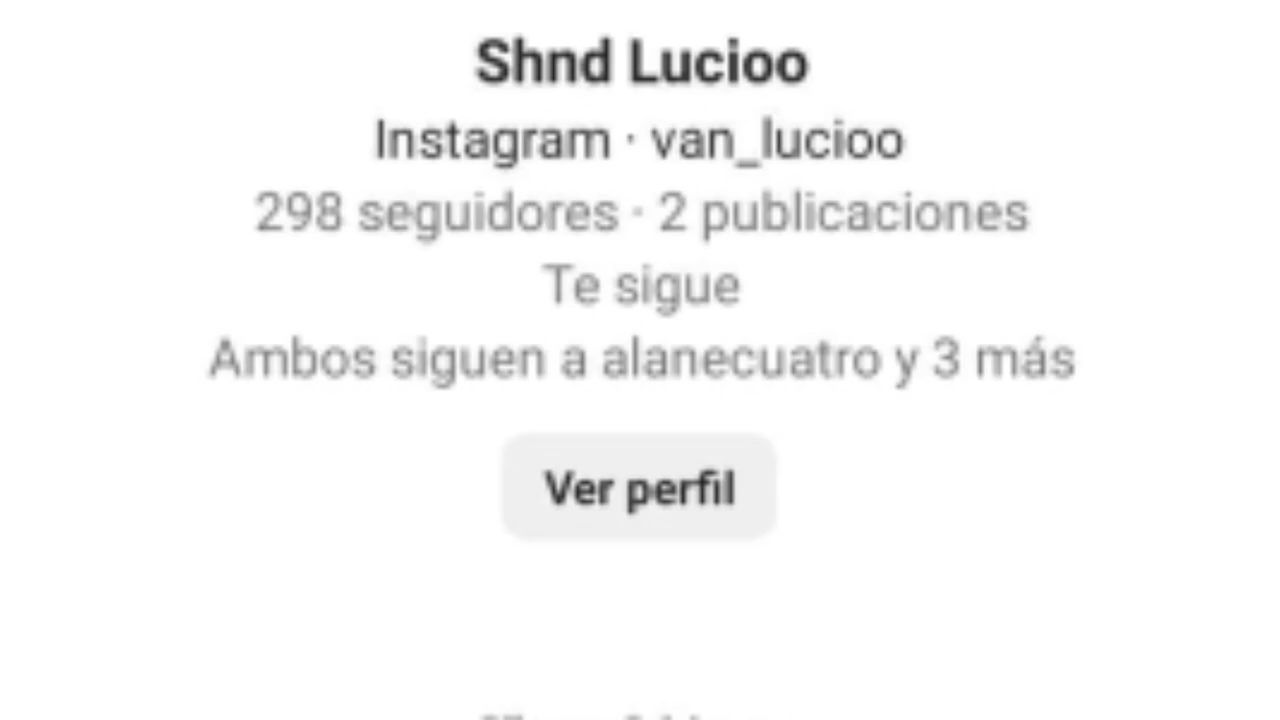 Shnd Lucioo
Instagram · van_lucioo
298 seguidores · 2 publicaciones
Te sigue
Ambos siguen a alanecuatro y 3 más
Ver perfil